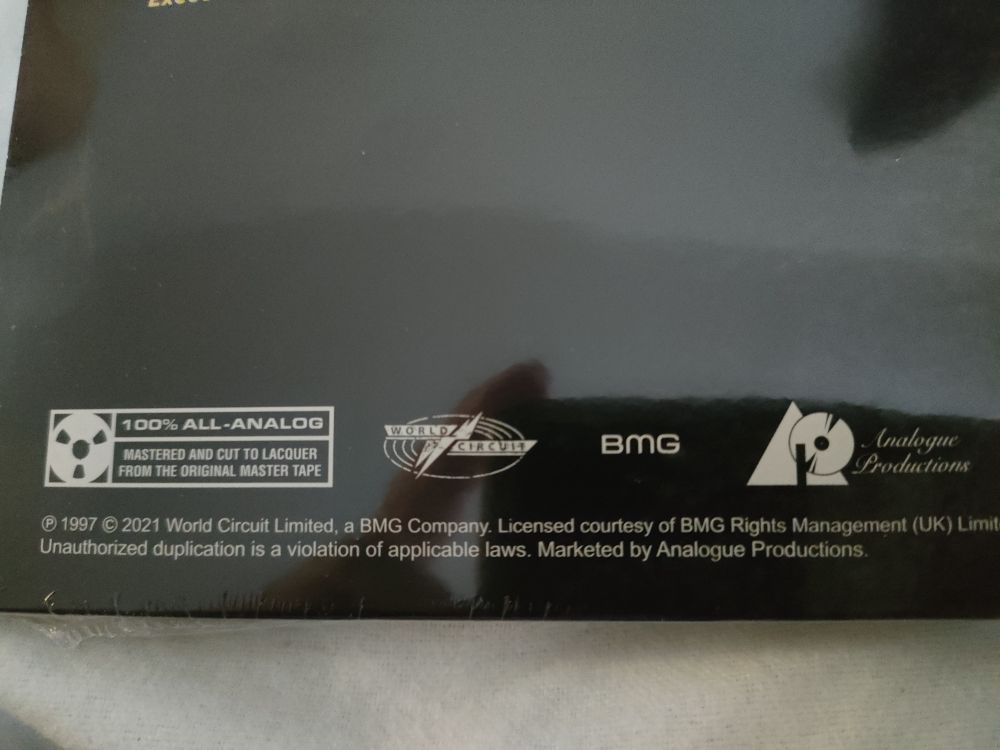 100% ALL-ANALOG
MASTERED AND CUT TO LACQUER
FROM THE ORIGINAL MASTER TAPE
WORLD CIRCUIT
BMG
Analogue
Productions
℗ 1997 © 2021 World Circuit Limited, a BMG Company. Licensed courtesy of BMG Rights Management (UK) Limit
Unauthorized duplication is a violation of applicable laws. Marketed by Analogue Productions.